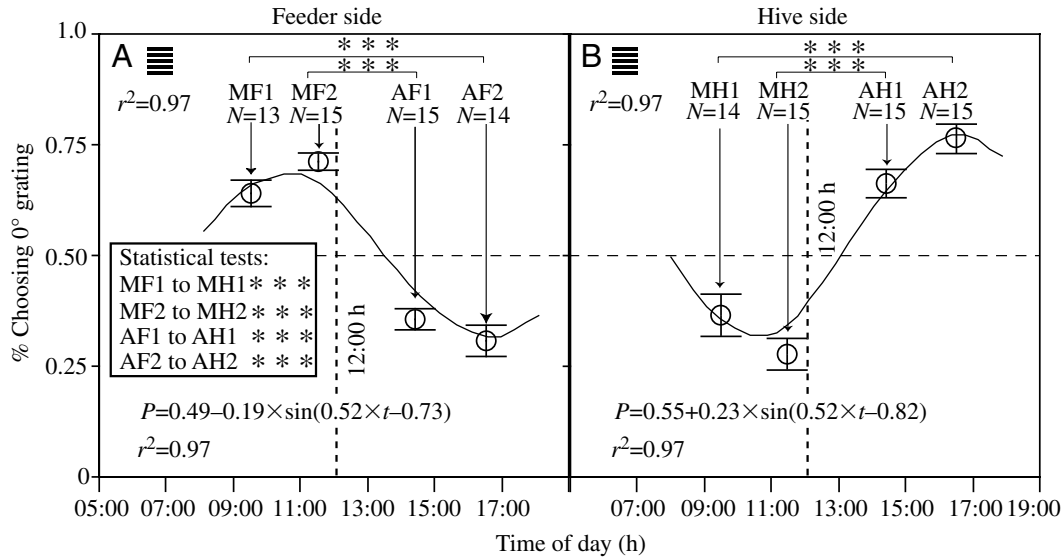 Feeder side
Hive side
% Choosing 0° grating
1.0
0.75
0.50
0.25
0
A
r²=0.97
* * *
* * *
MF1
N=13
MF2
N=15
AF1
N=15
AF2
N=14
12:00 h
Statistical tests:
MF1 to MH1 * * *
MF2 to MH2 * * *
AF1 to AH1 * * *
AF2 to AH2 * * *
P=0.49–0.19×sin(0.52×t–0.73)
r²=0.97
B
r²=0.97
* * *
* * *
MH1
N=14
MH2
N=15
AH1
N=15
AH2
N=15
12:00 h
P=0.55+0.23×sin(0.52×t–0.82)
r²=0.97
05:00 07:00 09:00 11:00 13:00 15:00 17:00
07:00 09:00 11:00 13:00 15:00 17:00 19:00
Time of day (h)